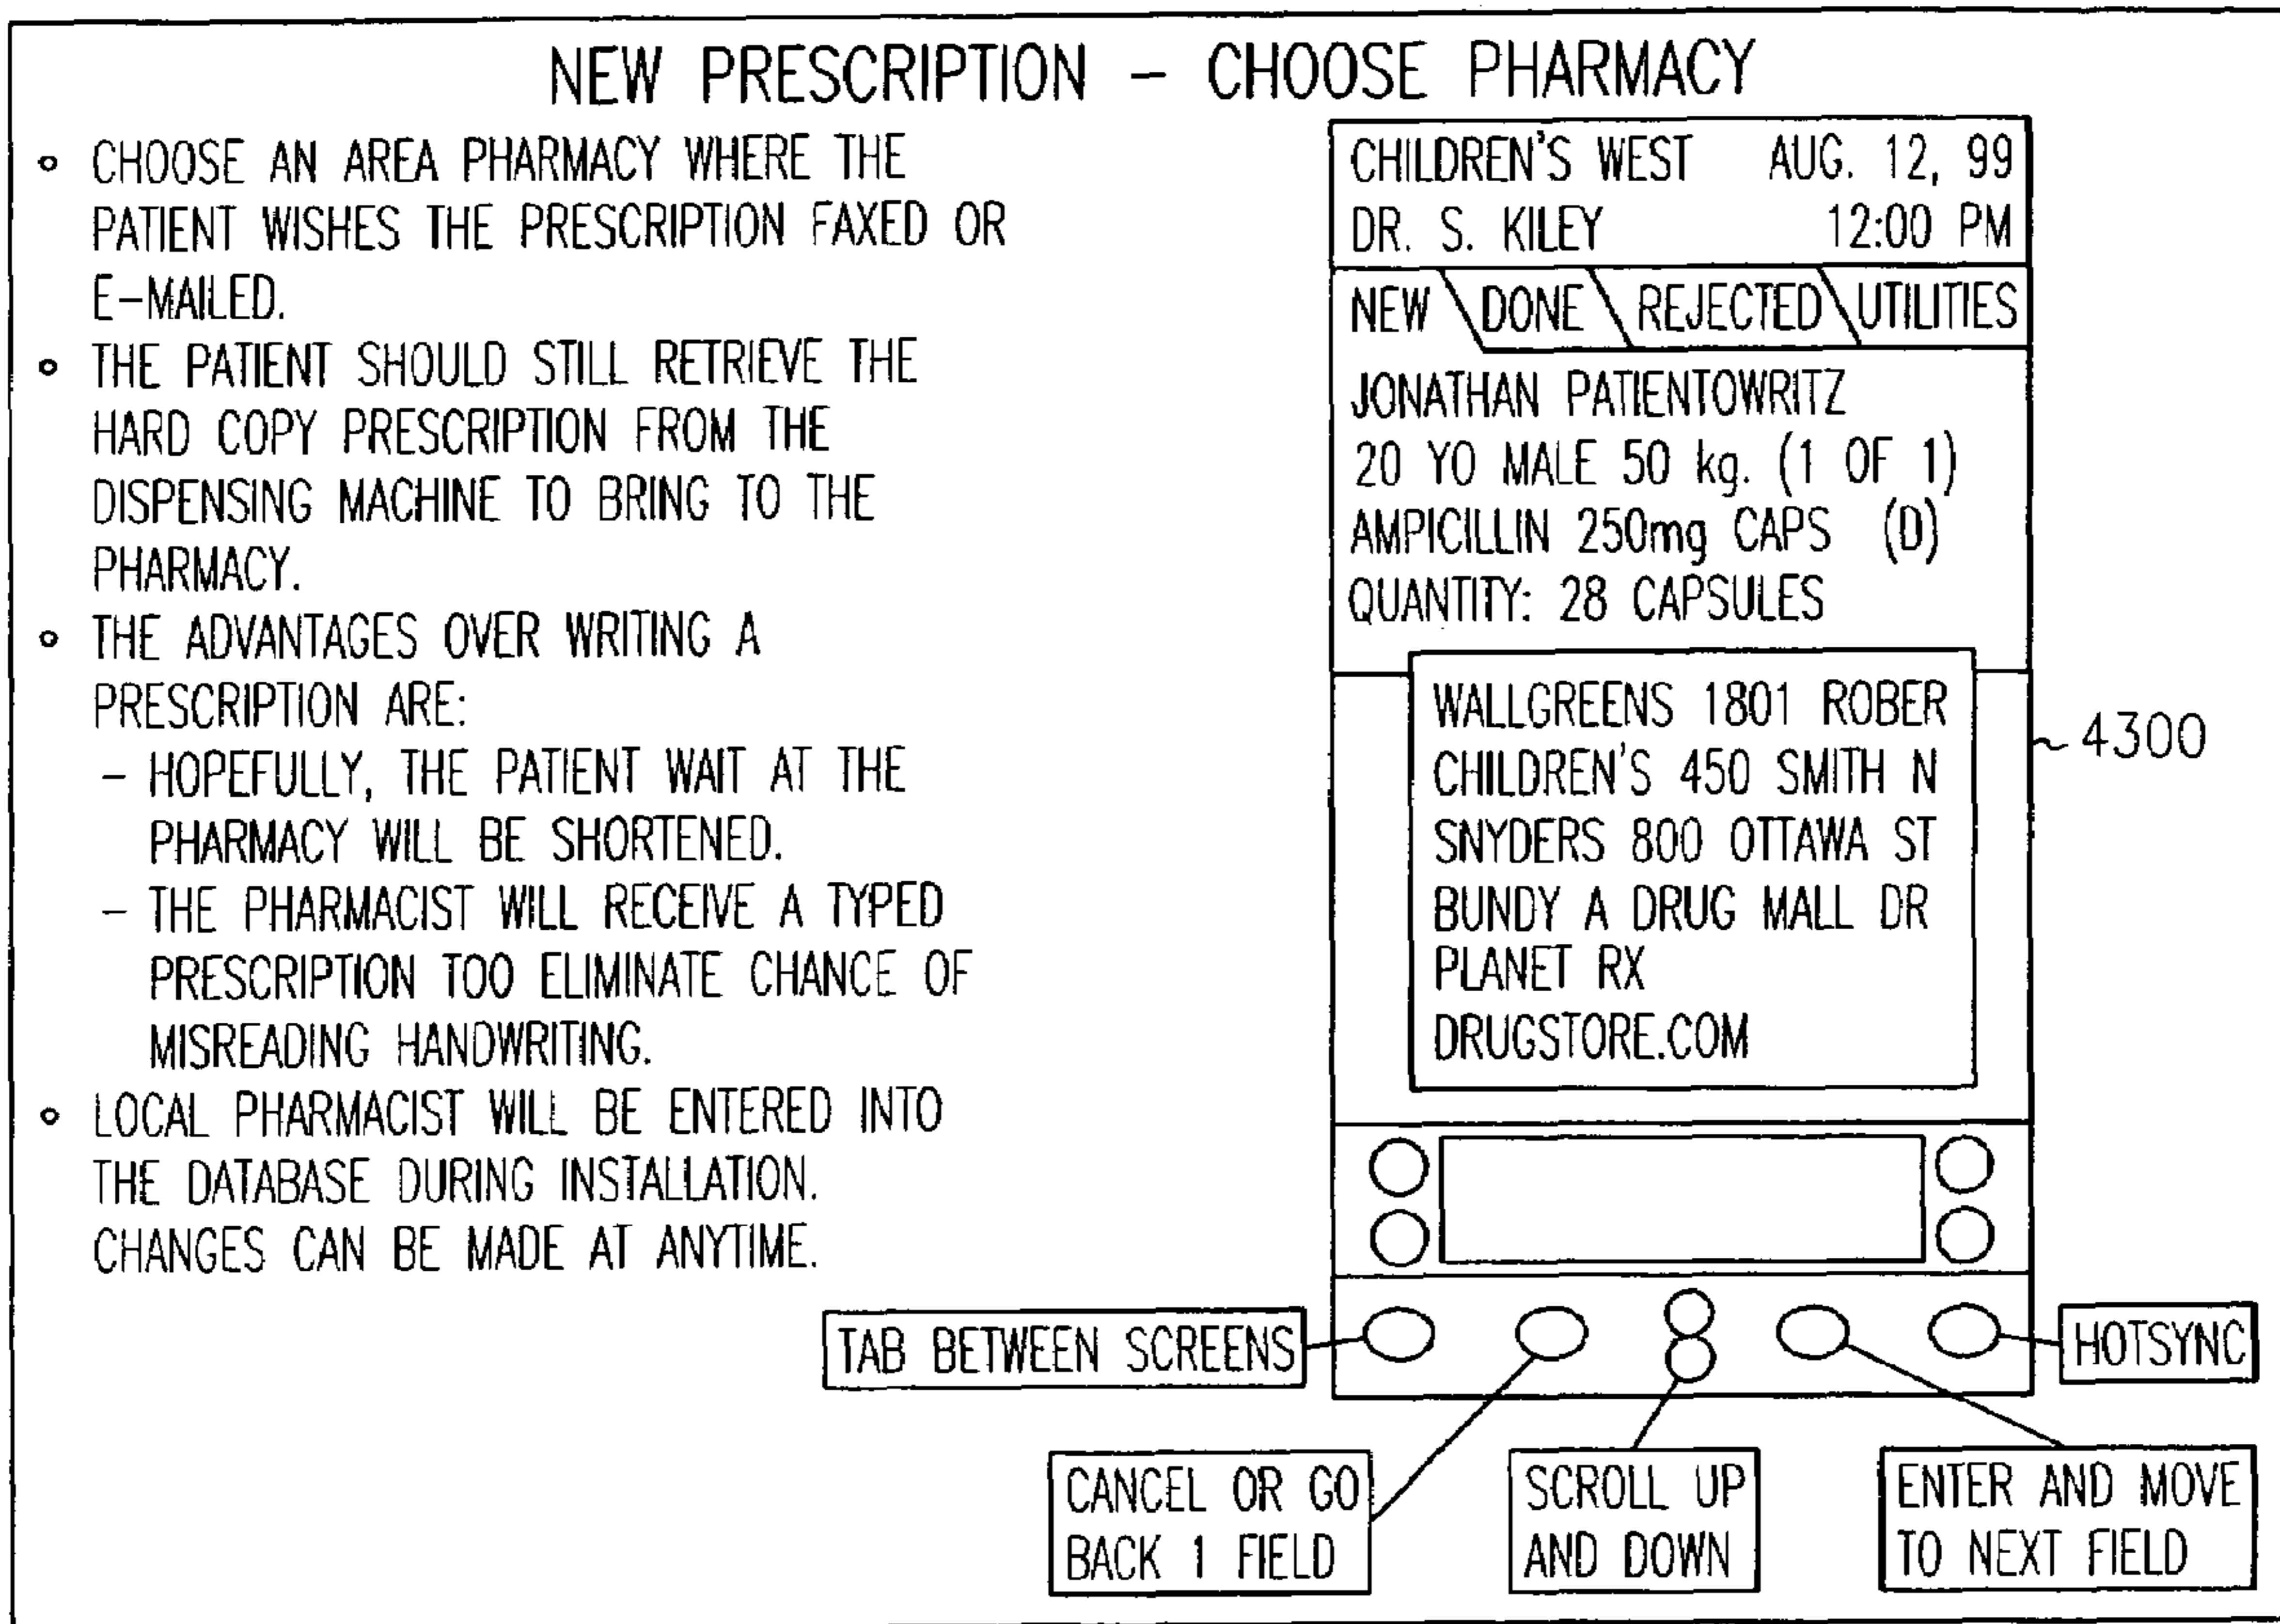 NEW PRESCRIPTION – CHOOSE PHARMACY
∘ CHOOSE AN AREA PHARMACY WHERE THE
PATIENT WISHES THE PRESCRIPTION FAXED OR
E–MAILED.
∘ THE PATIENT SHOULD STILL RETRIEVE THE
HARD COPY PRESCRIPTION FROM THE
DISPENSING MACHINE TO BRING TO THE
PHARMACY.
∘ THE ADVANTAGES OVER WRITING A
PRESCRIPTION ARE:
– HOPEFULLY, THE PATIENT WAIT AT THE
PHARMACY WILL BE SHORTENED.
– THE PHARMACIST WILL RECEIVE A TYPED
PRESCRIPTION TOO ELIMINATE CHANCE OF
MISREADING HANDWRITING.
∘ LOCAL PHARMACIST WILL BE ENTERED INTO
THE DATABASE DURING INSTALLATION.
CHANGES CAN BE MADE AT ANYTIME.
CHILDREN'S WEST AUG. 12, 99
DR. S. KILEY 12:00 PM
NEW DONE REJECTED UTILITIES
JONATHAN PATIENTOWRITZ
20 YO MALE 50 kg. (1 OF 1)
AMPICILLIN 250mg CAPS (D)
QUANTITY: 28 CAPSULES
WALLGREENS 1801 ROBER
CHILDREN'S 450 SMITH N
SNYDERS 800 OTTAWA ST
BUNDY A DRUG MALL DR
PLANET RX
DRUGSTORE.COM
4300
TAB BETWEEN SCREENS
HOTSYNC
CANCEL OR GO
BACK 1 FIELD
SCROLL UP
AND DOWN
ENTER AND MOVE
TO NEXT FIELD